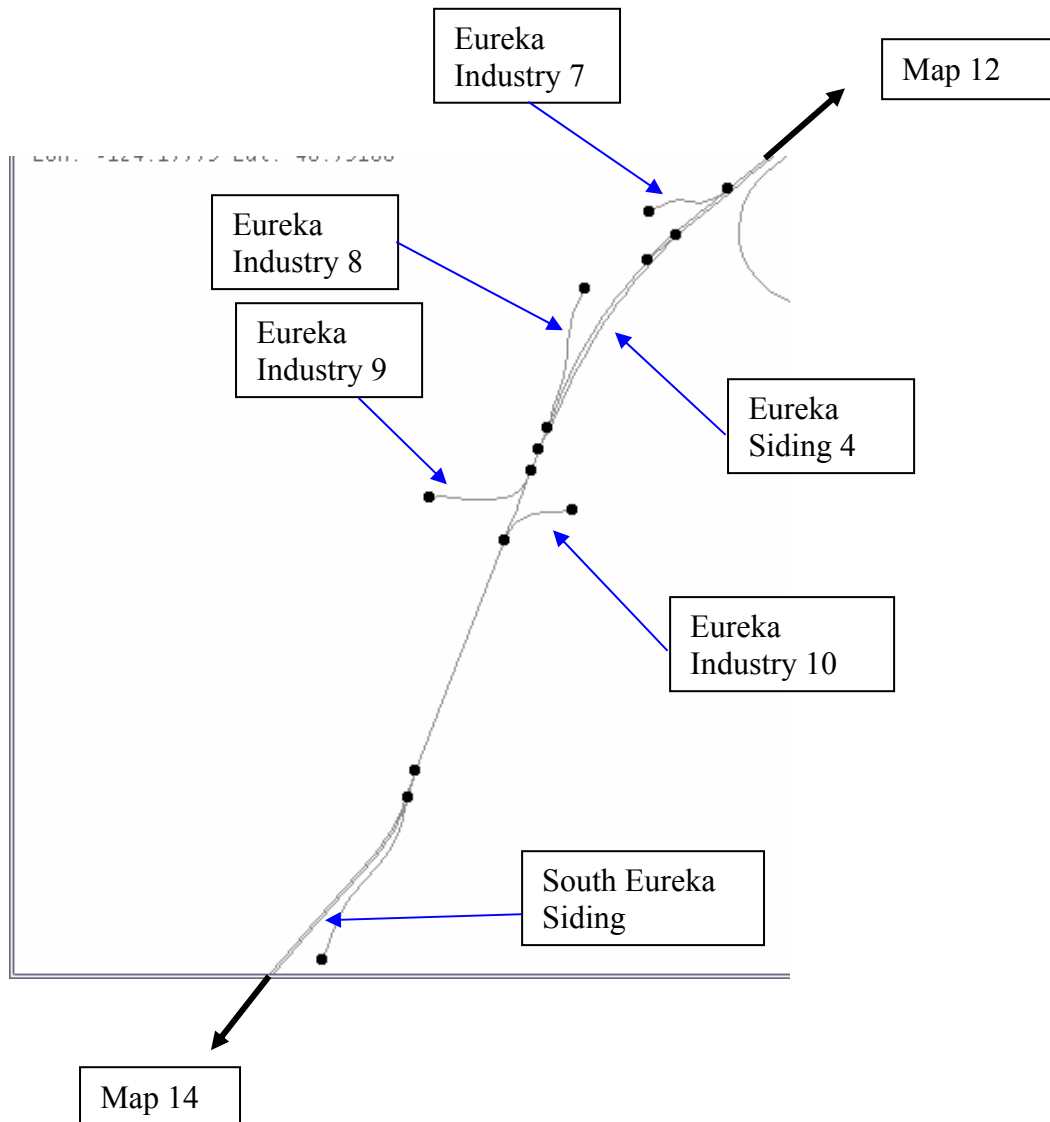 Eureka
Industry 7
Map 12
Eureka
Industry 8
Eureka
Industry 9
Eureka
Siding 4
Eureka
Industry 10
South Eureka
Siding
Map 14